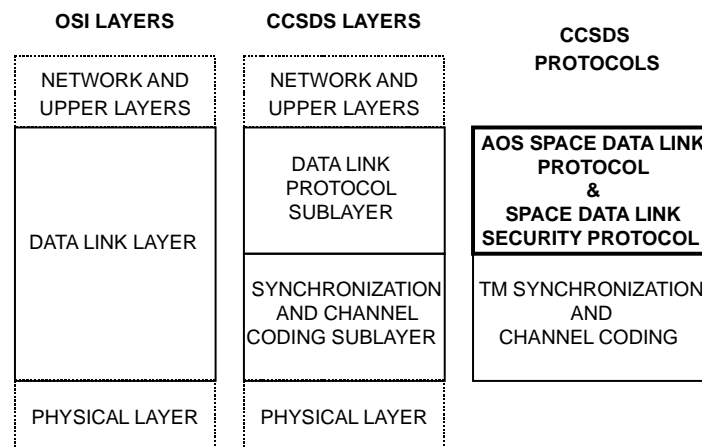 OSI LAYERS
NETWORK AND
UPPER LAYERS
DATA LINK LAYER
PHYSICAL LAYER
CCSDS LAYERS
NETWORK AND
UPPER LAYERS
DATA LINK
PROTOCOL
SUBLAYER
SYNCHRONIZATION
AND CHANNEL
CODING SUBLAYER
PHYSICAL LAYER
CCSDS
PROTOCOLS
AOS SPACE DATA LINK
PROTOCOL
&
SPACE DATA LINK
SECURITY PROTOCOL
TM SYNCHRONIZATION
AND
CHANNEL CODING